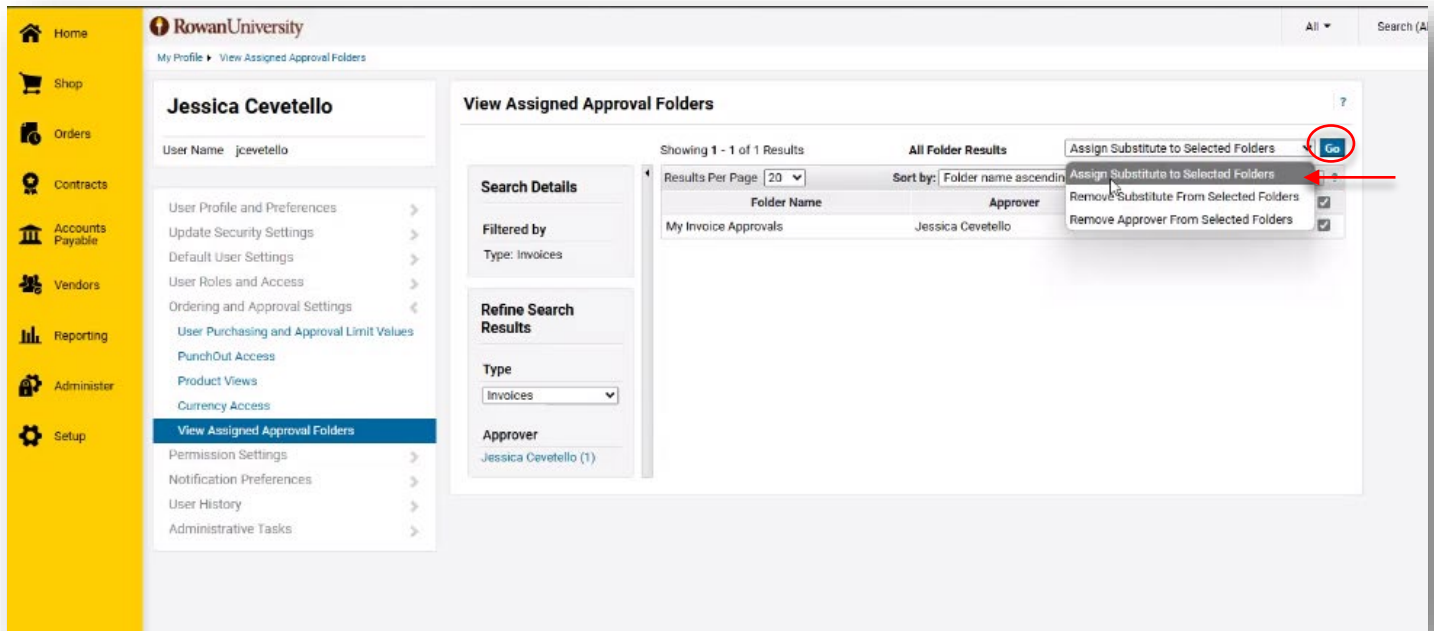 Home
Shop
Orders
Contracts
Accounts
Payable
Vendors
Reporting
Administer
Setup
RowanUniversity
All
Search (Al
My Profile
View Assigned Approval Folders
Jessica Cevetello
User Name jcevetello
User Profile and Preferences
Update Security Settings
Default User Settings
User Roles and Access
Ordering and Approval Settings
User Purchasing and Approval Limit Values
PunchOut Access
Product Views
Currency Access
View Assigned Approval Folders
Permission Settings
Notification Preferences
User History
Administrative Tasks
View Assigned Approval Folders
?
Search Details
Filtered by
Type: Invoices
Refine Search
Results
Type
Invoices
Approver
Jessica Cevetello (1)
Showing 1 - 1 of 1 Results
All Folder Results
Assign Substitute to Selected Folders
Go
Results Per Page 20
Sort by: Folder name ascendin
?
Folder Name
Approver
My Invoice Approvals
Jessica Cevetello
Assign Substitute to Selected Folders
Remove Substitute From Selected Folders
Remove Approver From Selected Folders